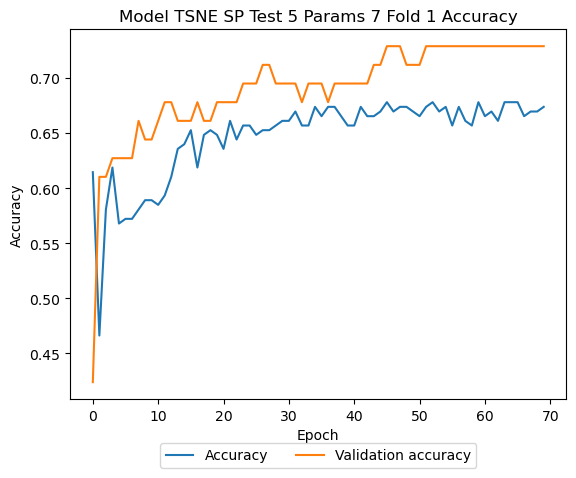 Model TSNE SP Test 5 Params 7 Fold 1 Accuracy
Accuracy
0.70
0.65
0.60
0.55
0.50
0.45
0 10 20 30 40 50 60 70
Epoch
Accuracy Validation accuracy